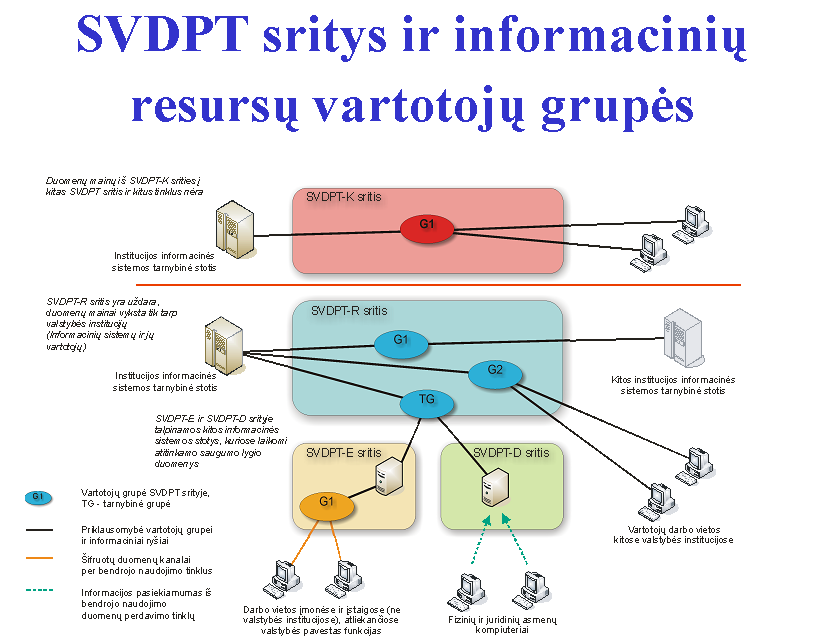 SVDPT sritys ir informacinių
resursų vartotojų grupės
Duomenų mainų iš SVDPT-K srities į
kitas SVDPT sritis ir kitus tinklus nėra
SVDPT-K sritis
G1
Institucijos informacinės
sistemos tarnybinė stotis
SVDPT-R sritis yra uždara,
duomenų mainai vyksta tik tarp
valstybės institucijų
(Informacinių sistemų ir jų
vartotojų)
SVDPT-R sritis
G1
G2
TG
Institucijos informacinės
sistemos tarnybinė stotis
Kitos institucijos informacinės
sistemos tarnybinė stotis
SVDPT-E ir SVDPT-D srityje
talpinamos kitos informacinės
sistemos stotys, kuriose laikomi
atitinkamo saugumo lygio
duomenys
SVDPT-E sritis
G1
SVDPT-D sritis
G1
Vartotojų grupė SVDPT srityje,
TG - tarnybinė grupė
Priklausomybė vartotojų grupei
ir informaciniai ryšiai
Šifruotų duomenų kanalai
per bendrojo naudojimo tinklus
Informacijos pasiekiamumas iš
bendrojo naudojimo
duomenų perdavimo tinklų
Vartotojų darbo vietos
kitose valstybės institucijose
Darbo vietos įmonėse ir įstaigose (ne
valstybės institucijose), atliekančiose
valstybės pavestas funkcijas
Fizinių ir juridinių asmenų
kompiuteriai